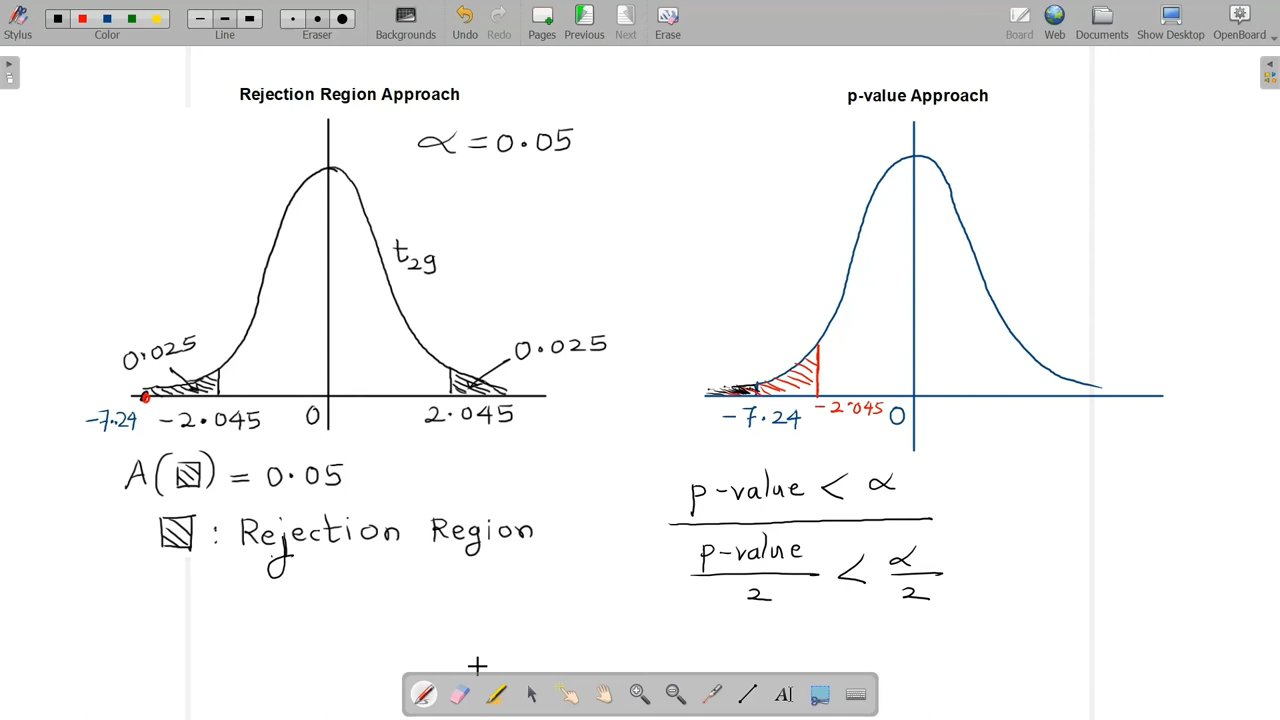 Stylus Color Line Eraser Backgrounds Undo Redo Pages Previous Next Erase Board Web Documents Show Desktop OpenBoard
Rejection Region Approach
α = 0.05
t₂₉
0.025
0.025
-7.24 -2.045 0 2.045
A(▨) = 0.05
▨ : Rejection Region
p-value Approach
-7.24 -2.045 0
p-value < α
p-value/2 < α/2
AI